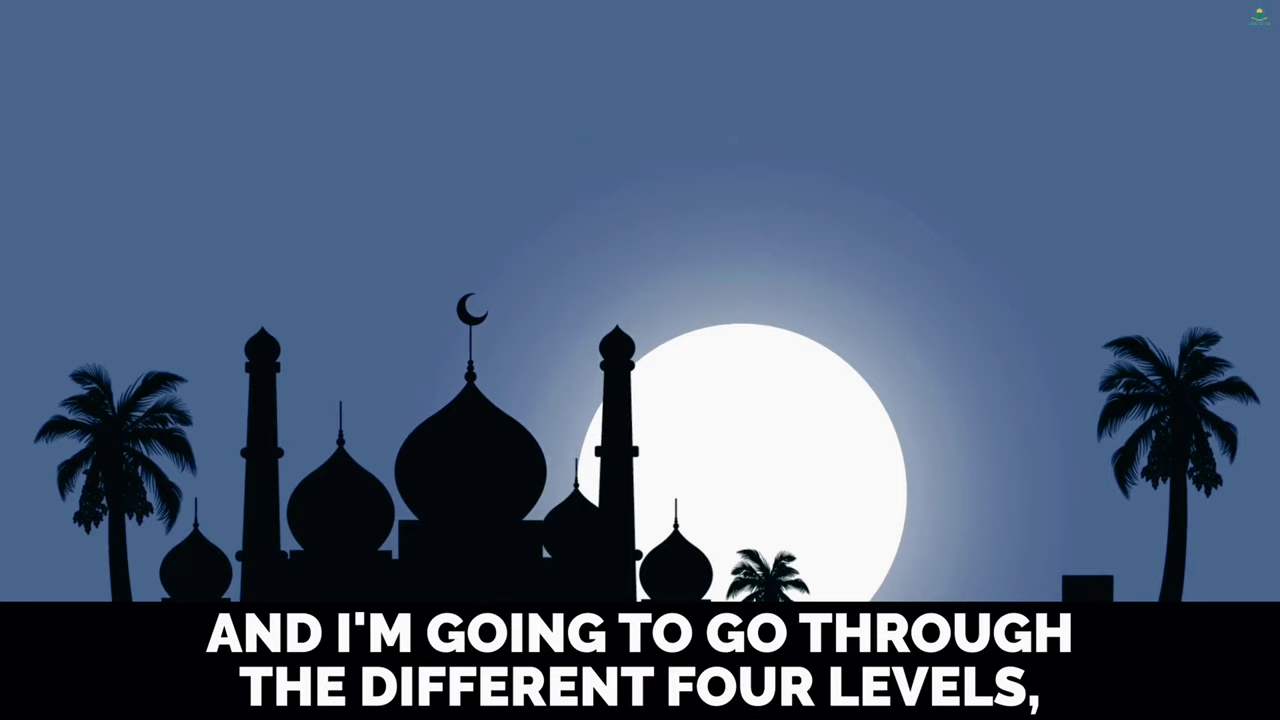 AND I'M GOING TO GO THROUGH
THE DIFFERENT FOUR LEVELS,